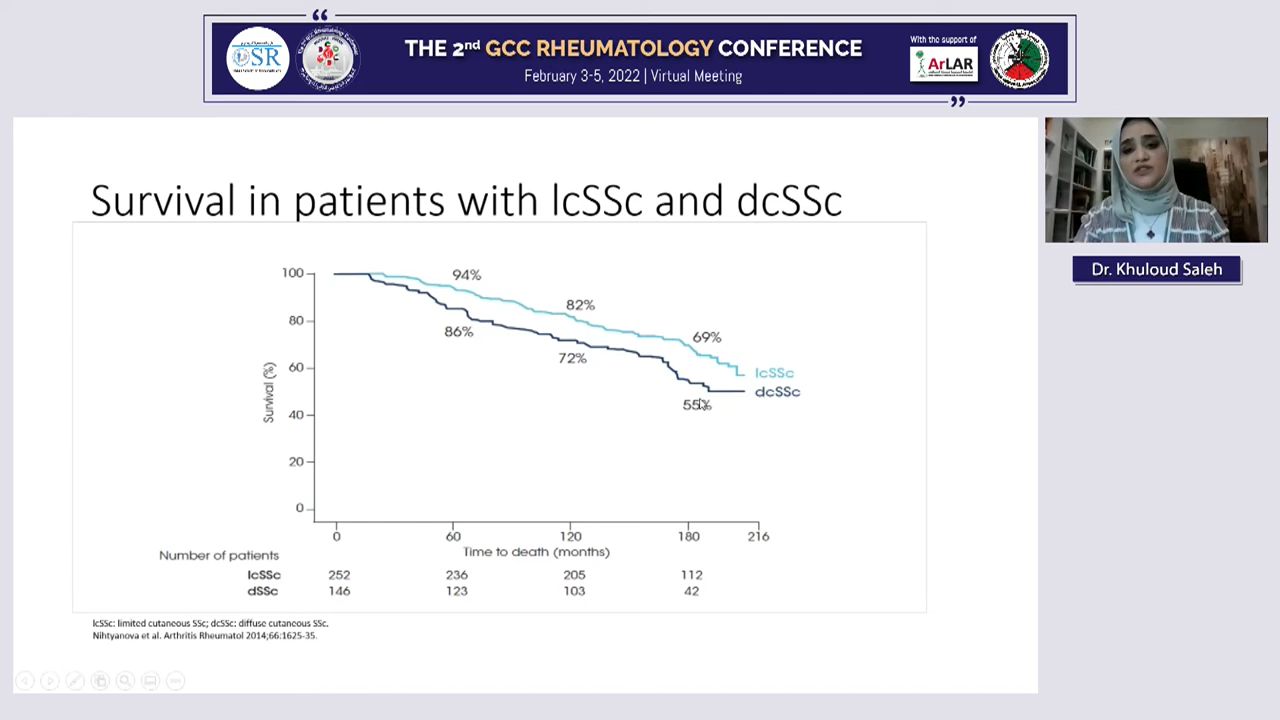 “
THE 2nd GCC RHEUMATOLOGY CONFERENCE
February 3-5, 2022 | Virtual Meeting
OSR
With the support of
ArLAR
”
Dr. Khuloud Saleh
Survival in patients with lcSSc and dcSSc
Survival (%)
100
80
60
40
20
0
94%
82%
69%
86%
72%
55%
lcSSc
dcSSc
0 60 120 180 216
Time to death (months)
Number of patients
lcSSc 252 236 205 112
dSSc 146 123 103 42
lcSSc: limited cutaneous SSc; dcSSc: diffuse cutaneous SSc.
Nihtyanova et al. Arthritis Rheumatol 2014;66:1625-35.